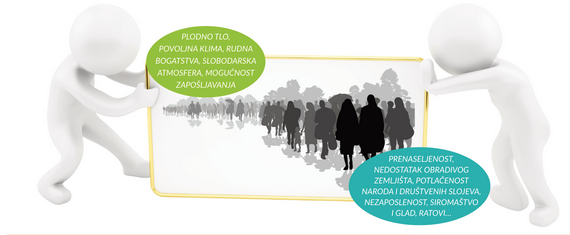 PLODNO TLO,
POVOLJNA KLIMA, RUDNA
BOGATSTVA, SLOBODARSKA
ATMOSFERA, MOGUĆNOST
ZAPOŠLJAVANJA
PRENASELJENOST,
NEDOSTATAK OBRADIVOG
ZEMLJIŠTA, POTLAČENOST
NARODA I DRUŠTVENIH SLOJEVA,
NEZAPOSLENOST, SIROMAŠTVO
I GLAD, RATOVI...